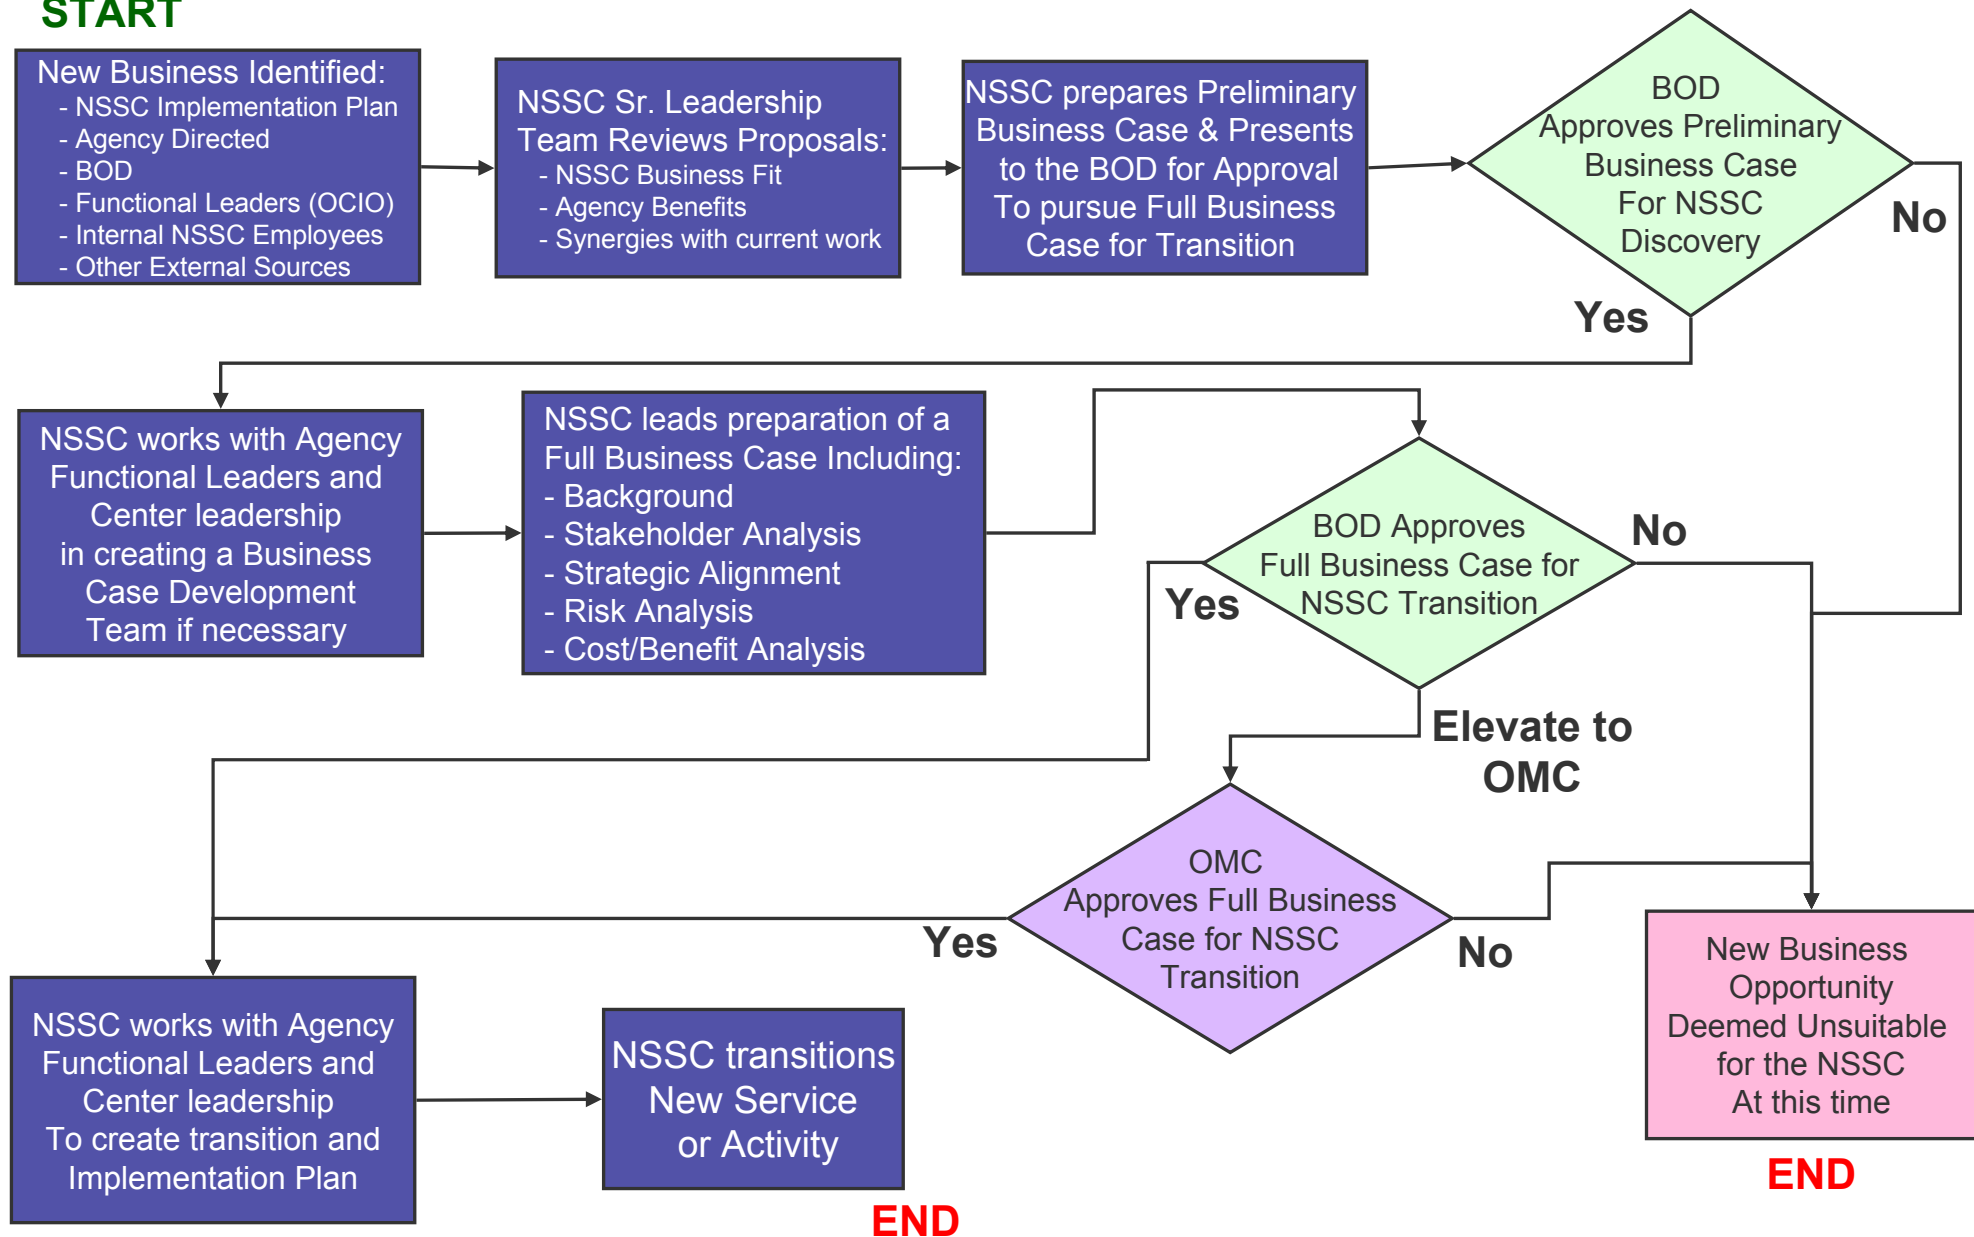 START
New Business Identified:
- NSSC Implementation Plan
- Agency Directed
- BOD
- Functional Leaders (OCIO)
- Internal NSSC Employees
- Other External Sources
NSSC Sr. Leadership
Team Reviews Proposals:
- NSSC Business Fit
- Agency Benefits
- Synergies with current work
NSSC prepares Preliminary
Business Case & Presents
to the BOD for Approval
To pursue Full Business
Case for Transition
BOD
Approves Preliminary
Business Case
For NSSC
Discovery
No
Yes
NSSC works with Agency
Functional Leaders and
Center leadership
in creating a Business
Case Development
Team if necessary
NSSC leads preparation of a
Full Business Case Including:
- Background
- Stakeholder Analysis
- Strategic Alignment
- Risk Analysis
- Cost/Benefit Analysis
BOD Approves
Full Business Case for
NSSC Transition
No
Yes
Elevate to
OMC
OMC
Approves Full Business
Case for NSSC
Transition
Yes
No
NSSC works with Agency
Functional Leaders and
Center leadership
To create transition and
Implementation Plan
NSSC transitions
New Service
or Activity
END
New Business
Opportunity
Deemed Unsuitable
for the NSSC
At this time
END